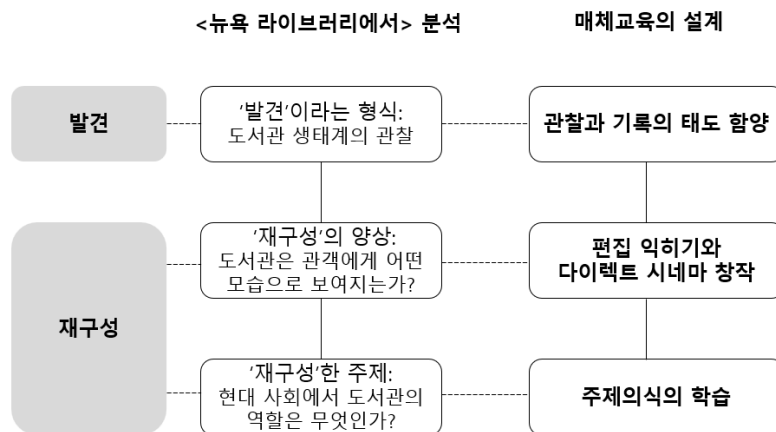 <뉴욕 라이브러리에서> 분석
매체교육의 설계
발견
'발견'이라는 형식:
도서관 생태계의 관찰
관찰과 기록의 태도 함양
재구성
'재구성'의 양상:
도서관은 관객에게 어떤
모습으로 보여지는가?
편집 익히기와
다이렉트 시네마 창작
'재구성'한 주제:
현대 사회에서 도서관의
역할은 무엇인가?
주제의식의 학습